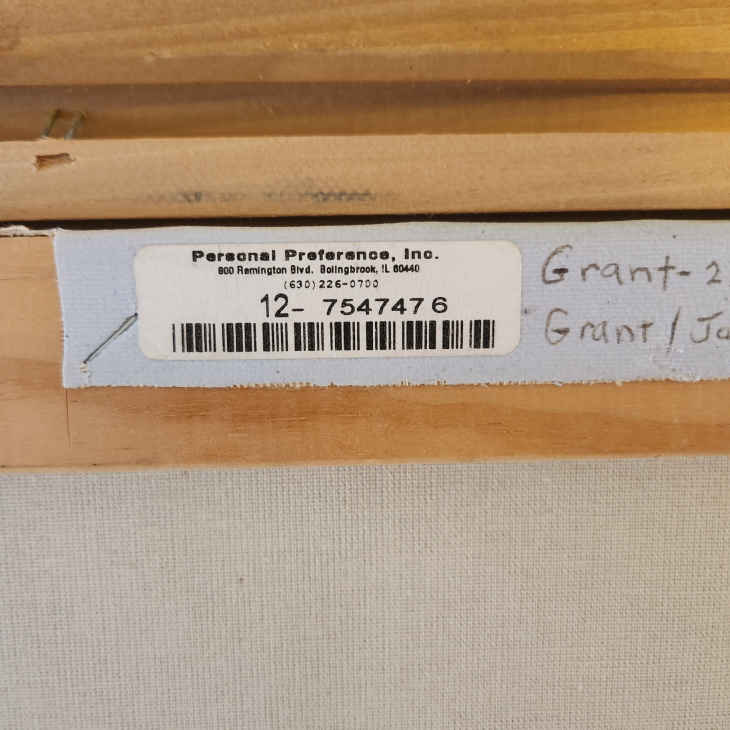 Personal Preference, Inc.
800 Remington Blvd. Bolingbrook, IL 60440
(630) 226-0700
12- 7547476
Grant- 2
Grant / Ja